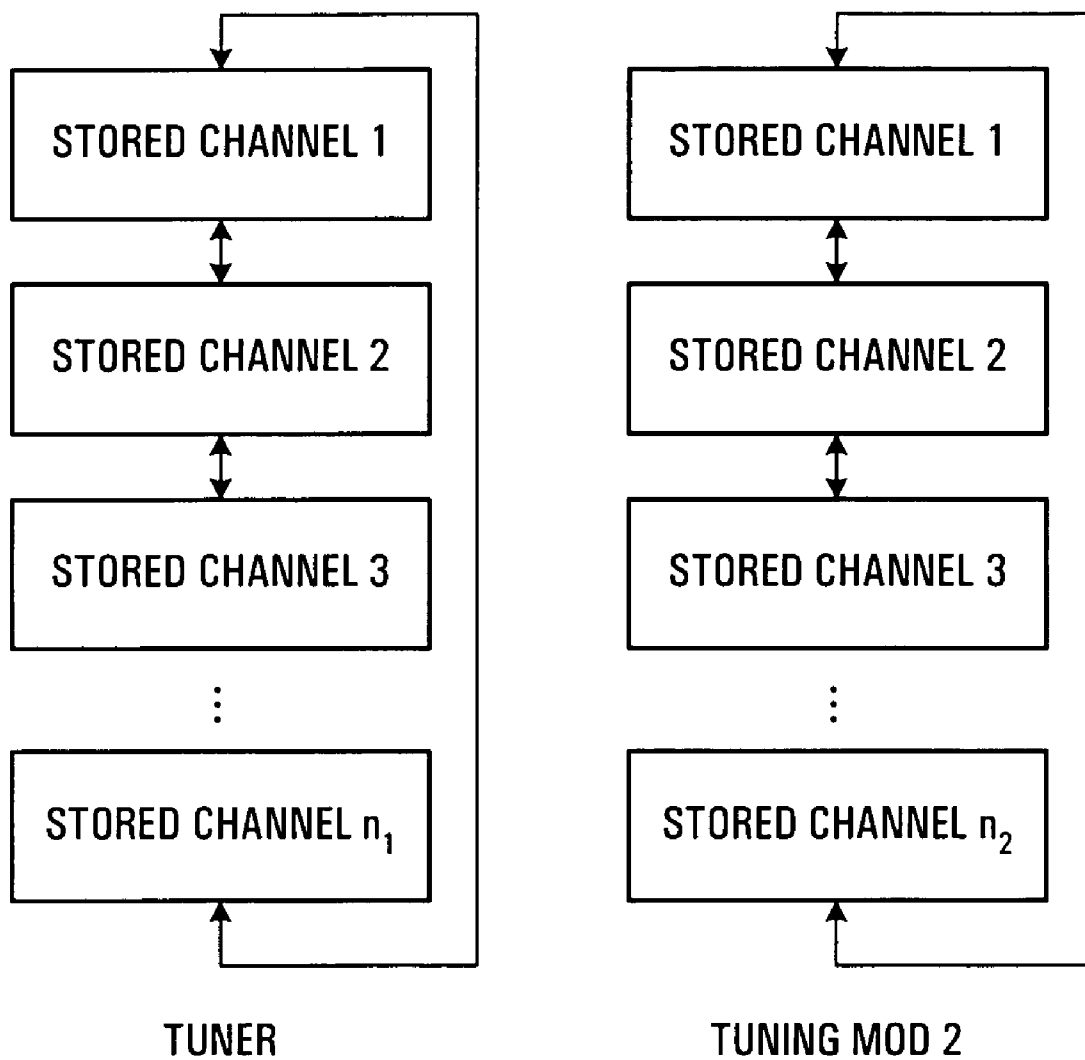 STORED CHANNEL 1
STORED CHANNEL 2
STORED CHANNEL 3
⋮
STORED CHANNEL n₁
TUNER
STORED CHANNEL 1
STORED CHANNEL 2
STORED CHANNEL 3
⋮
STORED CHANNEL n₂
TUNING MOD 2